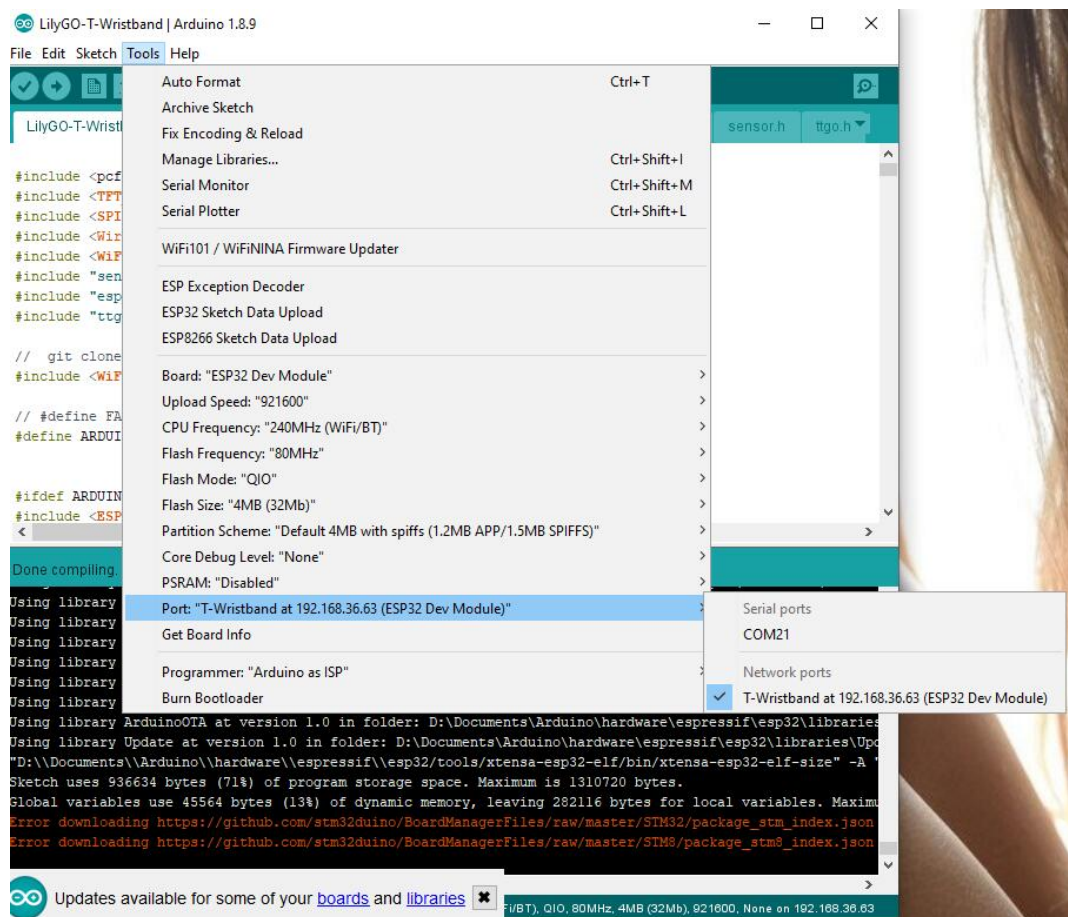 LilyGO-T-Wristband | Arduino 1.8.9
File Edit Sketch Tools Help
LilyGO-T-Wrist
sensor.h
ttgo.h
Auto Format Ctrl+T
Archive Sketch
Fix Encoding & Reload
Manage Libraries... Ctrl+Shift+I
Serial Monitor Ctrl+Shift+M
Serial Plotter Ctrl+Shift+L
WiFi101 / WiFiNINA Firmware Updater
ESP Exception Decoder
ESP32 Sketch Data Upload
ESP8266 Sketch Data Upload
Board: "ESP32 Dev Module"
Upload Speed: "921600"
CPU Frequency: "240MHz (WiFi/BT)"
Flash Frequency: "80MHz"
Flash Mode: "QIO"
Flash Size: "4MB (32Mb)"
Partition Scheme: "Default 4MB with spiffs (1.2MB APP/1.5MB SPIFFS)"
Core Debug Level: "None"
PSRAM: "Disabled"
Port: "T-Wristband at 192.168.36.63 (ESP32 Dev Module)"
Get Board Info
Programmer: "Arduino as ISP"
Burn Bootloader
Serial ports
COM21
Network ports
T-Wristband at 192.168.36.63 (ESP32 Dev Module)
#include <pcf
#include <TFT
#include <SPI
#include <Wir
#include <WiF
#include "sen
#include "esp
#include "ttg
// git clone
#include <WiF
// #define FA
#define ARDUI
#ifdef ARDUIN
#include <ESP
Done compiling.
Using library
Using library
Using library
Using library
Using library
Using library
Using library ArduinoOTA at version 1.0 in folder: D:\Documents\Arduino\hardware\espressif\esp32\libraries
Using library Update at version 1.0 in folder: D:\Documents\Arduino\hardware\espressif\esp32\libraries\Upd
"D:\\Documents\\Arduino\\hardware\\espressif\\esp32/tools/xtensa-esp32-elf/bin/xtensa-esp32-elf-size" -A
Sketch uses 936634 bytes (71%) of program storage space. Maximum is 1310720 bytes.
Global variables use 45564 bytes (13%) of dynamic memory, leaving 282116 bytes for local variables. Maximu
Error downloading https://github.com/stm32duino/BoardManagerFiles/raw/master/STM32/package_stm_index.json
Error downloading https://github.com/stm32duino/BoardManagerFiles/raw/master/STM8/package_stm8_index.json
Updates available for some of your boards and libraries
Fi/BT), QIO, 80MHz, 4MB (32Mb), 921600, None on 192.168.36.63